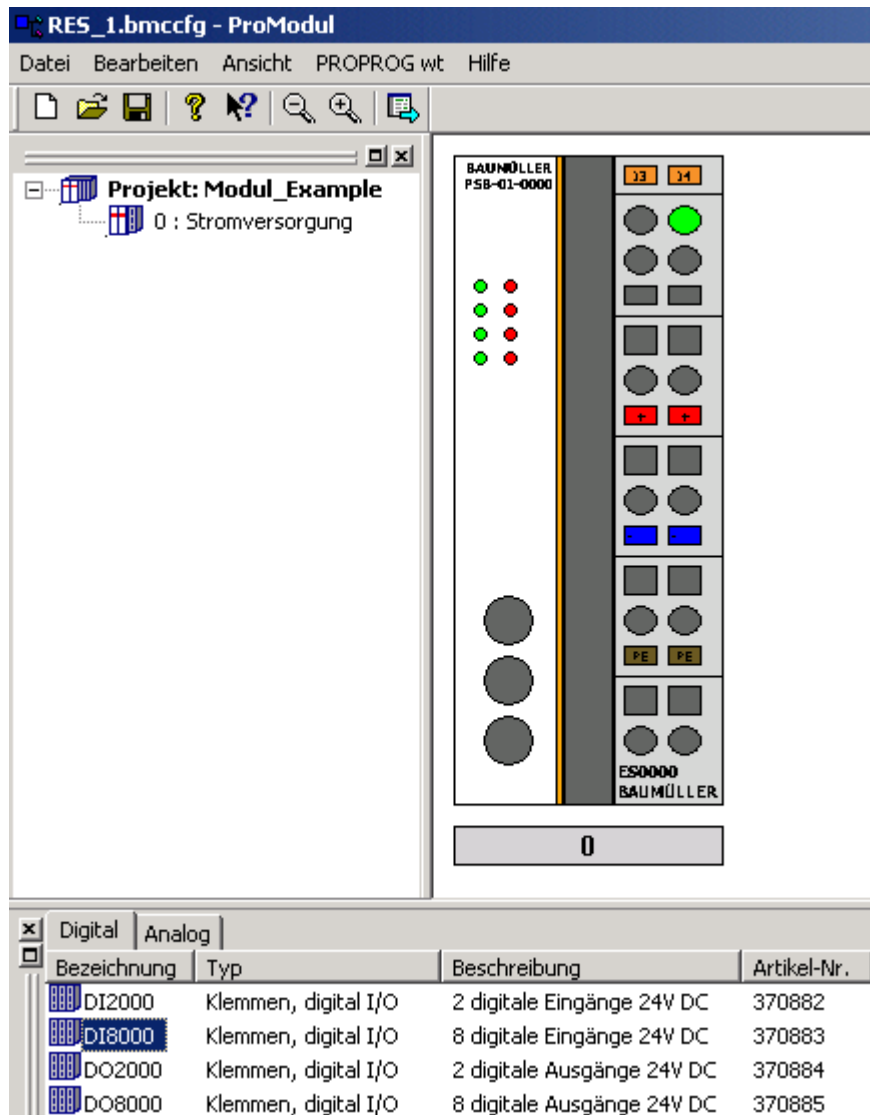 RES_1.bmccfg - ProModul
Datei Bearbeiten Ansicht PROPROG wt Hilfe
Projekt: Modul_Example
0 : Stromversorgung
BAUMÜLLER
PSB-01-0000
+ +
- -
PE PE
ES0000
BAUMÜLLER
0
Digital Analog
Bezeichnung Typ Beschreibung Artikel-Nr.
DI2000 Klemmen, digital I/O 2 digitale Eingänge 24V DC 370882
DI8000 Klemmen, digital I/O 8 digitale Eingänge 24V DC 370883
DO2000 Klemmen, digital I/O 2 digitale Ausgänge 24V DC 370884
DO8000 Klemmen, digital I/O 8 digitale Ausgänge 24V DC 370885